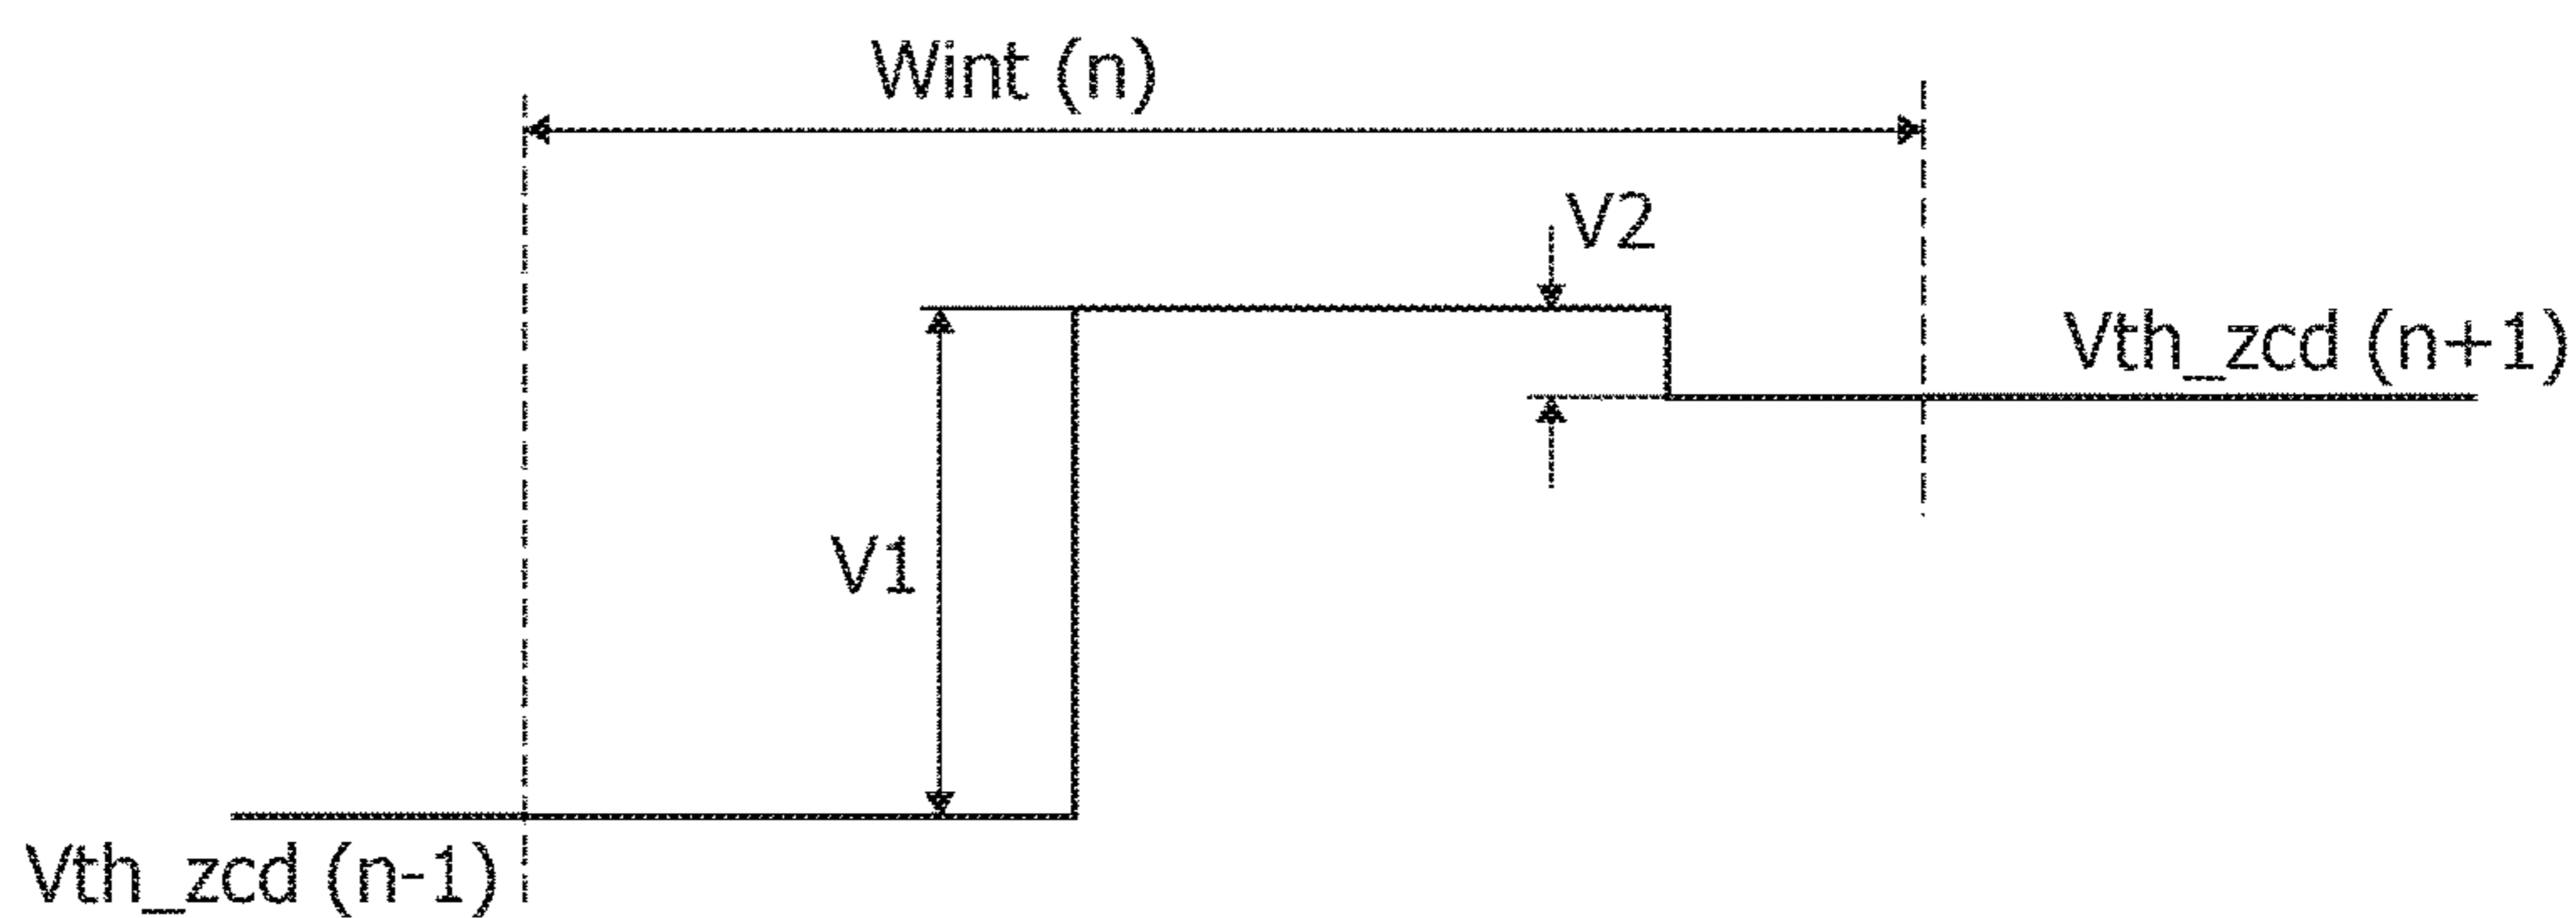 Wint (n)
V2
Vth_zcd (n+1)
V1
Vth_zcd (n-1)